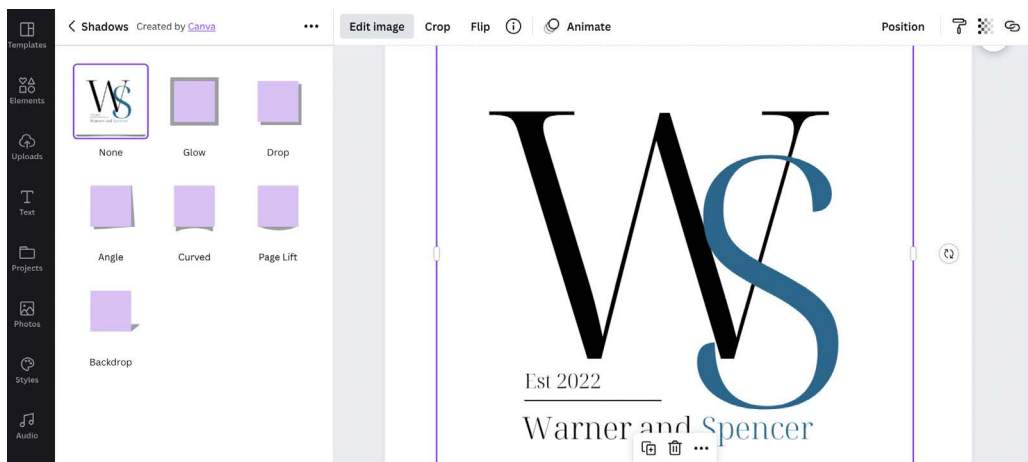 Templates
Elements
Uploads
Text
Projects
Photos
Styles
Audio
Shadows Created by Canva
None
Glow
Drop
Angle
Curved
Page Lift
Backdrop
Edit image Crop Flip Animate Position
WS
Est 2022
Warner and Spencer